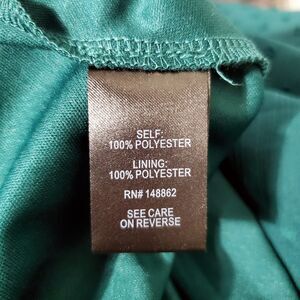 SELF:
100% POLYESTER
LINING:
100% POLYESTER
RN# 148862
SEE CARE
ON REVERSE